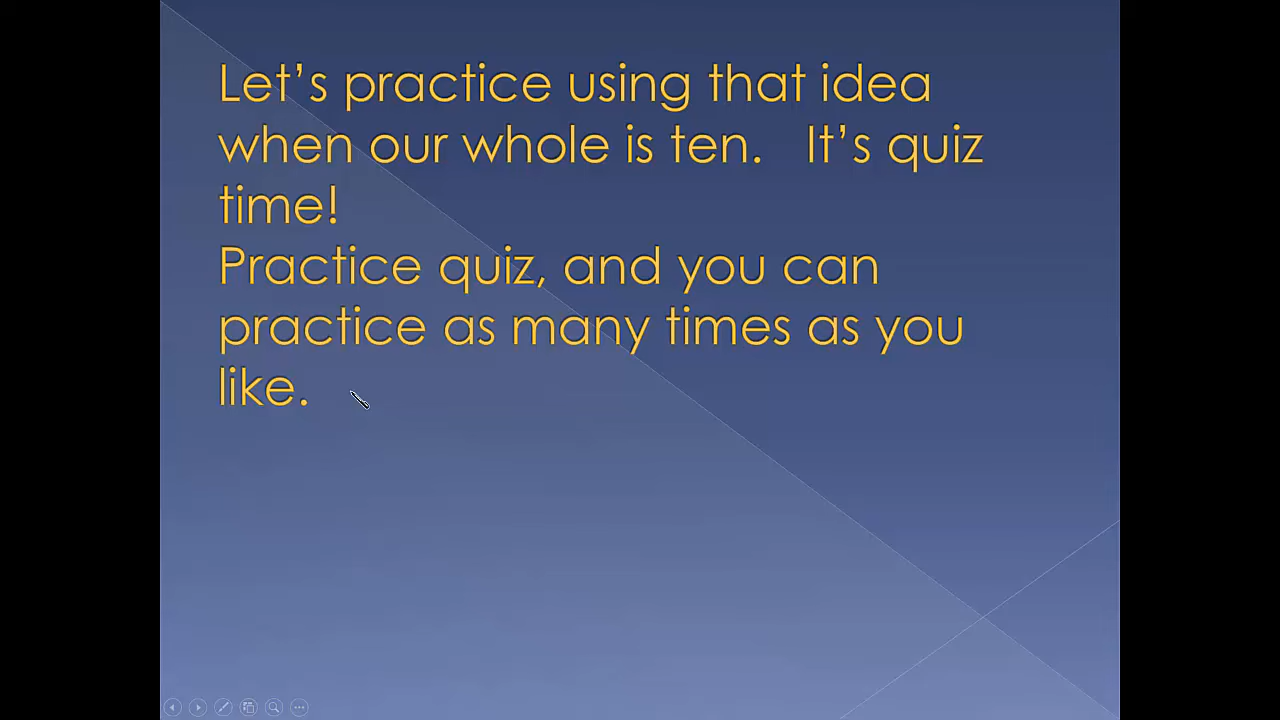 Let’s practice using that idea
when our whole is ten.   It’s quiz
time!
Practice quiz, and you can
practice as many times as you
like.